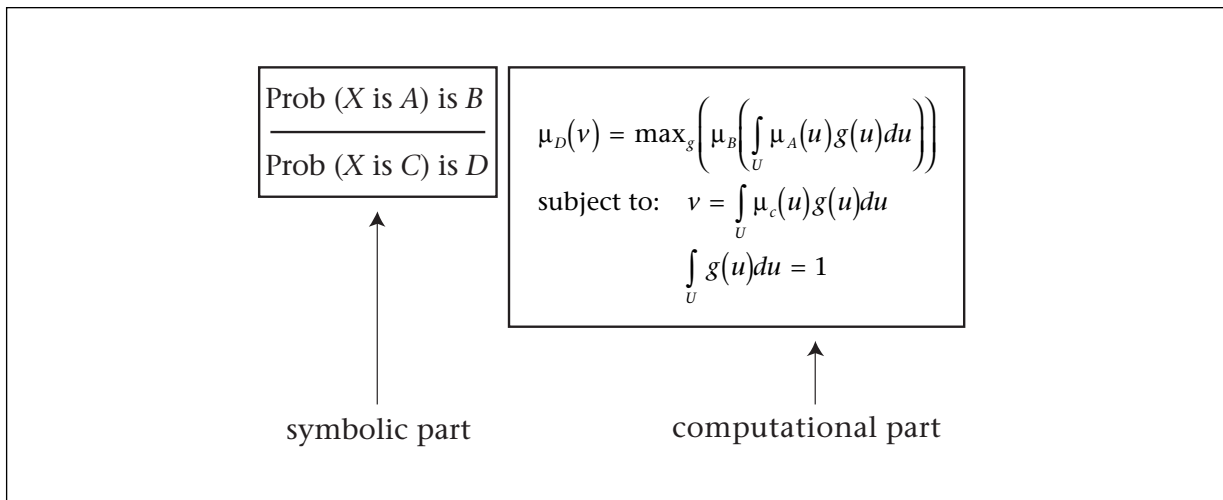 Prob (X is A) is B
Prob (X is C) is D
μ_D(v) = max_g(μ_B(∫_U μ_A(u)g(u)du))
subject to: v = ∫_U μ_c(u)g(u)du
∫_U g(u)du = 1
symbolic part
computational part